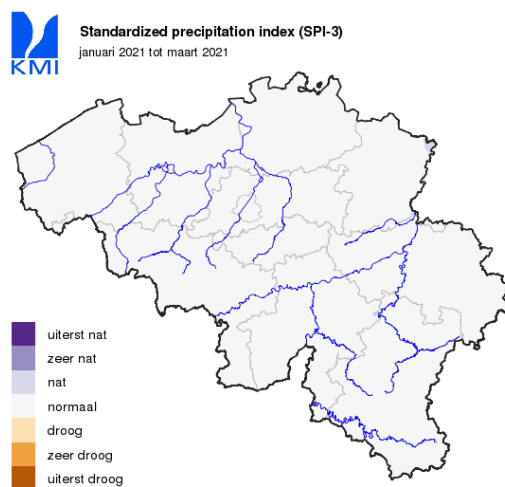 Standardized precipitation index (SPI-3)
januari 2021 tot maart 2021
KMI
uiterst nat
zeer nat
nat
normaal
droog
zeer droog
uiterst droog